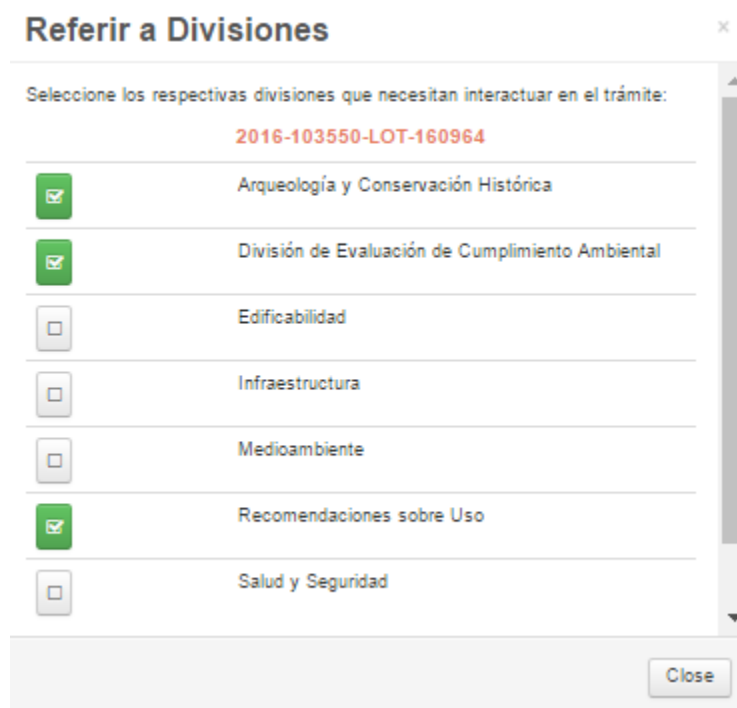 Referir a Divisiones
×
Seleccione los respectivas divisiones que necesitan interactuar en el trámite:
2016-103550-LOT-160964
Arqueología y Conservación Histórica
División de Evaluación de Cumplimiento Ambiental
Edificabilidad
Infraestructura
Medioambiente
Recomendaciones sobre Uso
Salud y Seguridad
Close